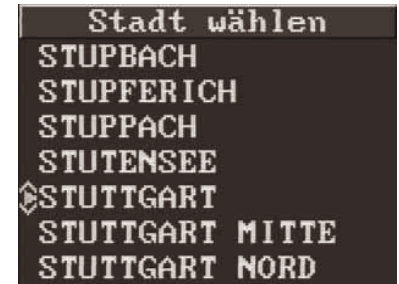 Stadt wählen
STUPBACH
STUPFERICH
STUPPACH
STUTENSEE
STUTTGART
STUTTGART MITTE
STUTTGART NORD